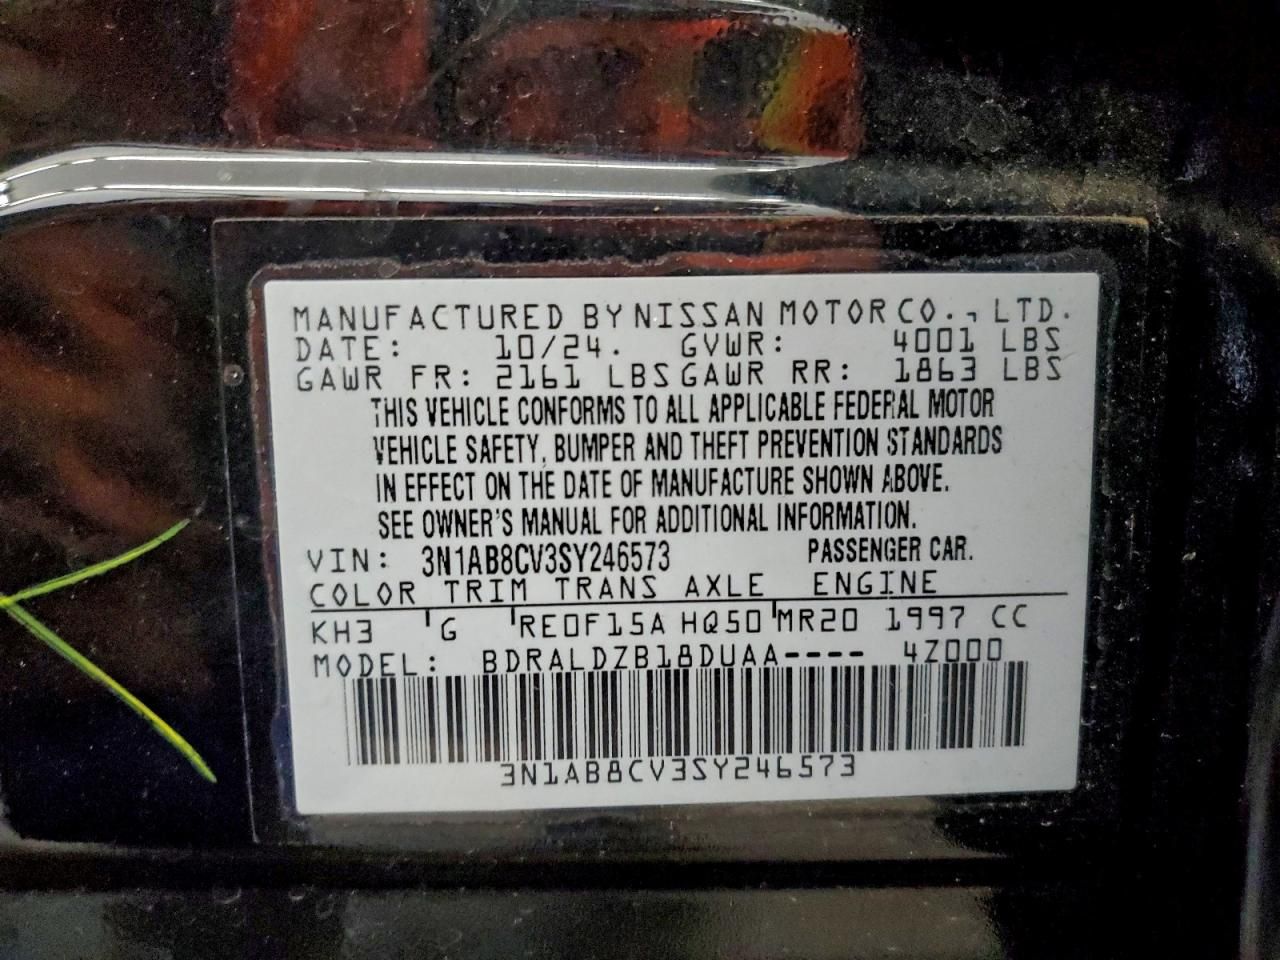 MANUFACTURED BY NISSAN MOTOR CO., LTD.
DATE: 10/24. GVWR: 4001 LBS
GAWR FR: 2161 LBS GAWR RR: 1863 LBS
THIS VEHICLE CONFORMS TO ALL APPLICABLE FEDERAL MOTOR
VEHICLE SAFETY, BUMPER AND THEFT PREVENTION STANDARDS
IN EFFECT ON THE DATE OF MANUFACTURE SHOWN ABOVE.
SEE OWNER'S MANUAL FOR ADDITIONAL INFORMATION.
VIN: 3N1AB8CV3SY246573 PASSENGER CAR.
COLOR TRIM TRANS AXLE ENGINE
KH3 G RE0F15A HQ50 MR20 1997 CC
MODEL: BDRALDZB18DUAA---- 4Z000
3N1AB8CV3SY246573